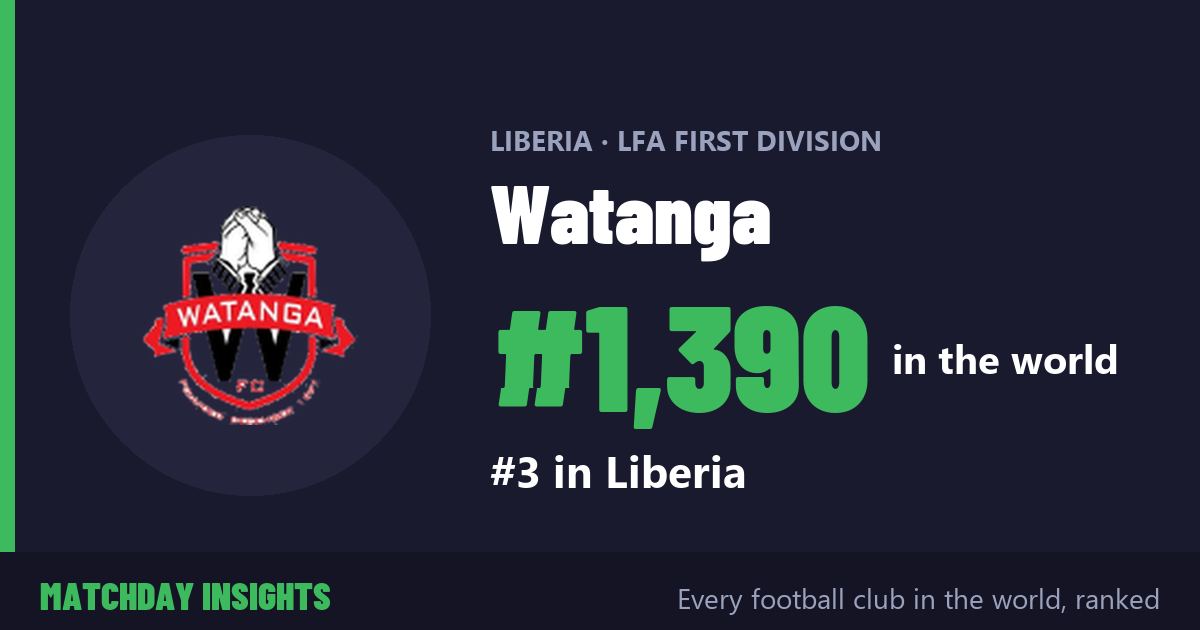 LIBERIA · LFA FIRST DIVISION
Watanga
WATANGA
FC
#1,390 in the world
#3 in Liberia
MATCHDAY INSIGHTS
Every football club in the world, ranked